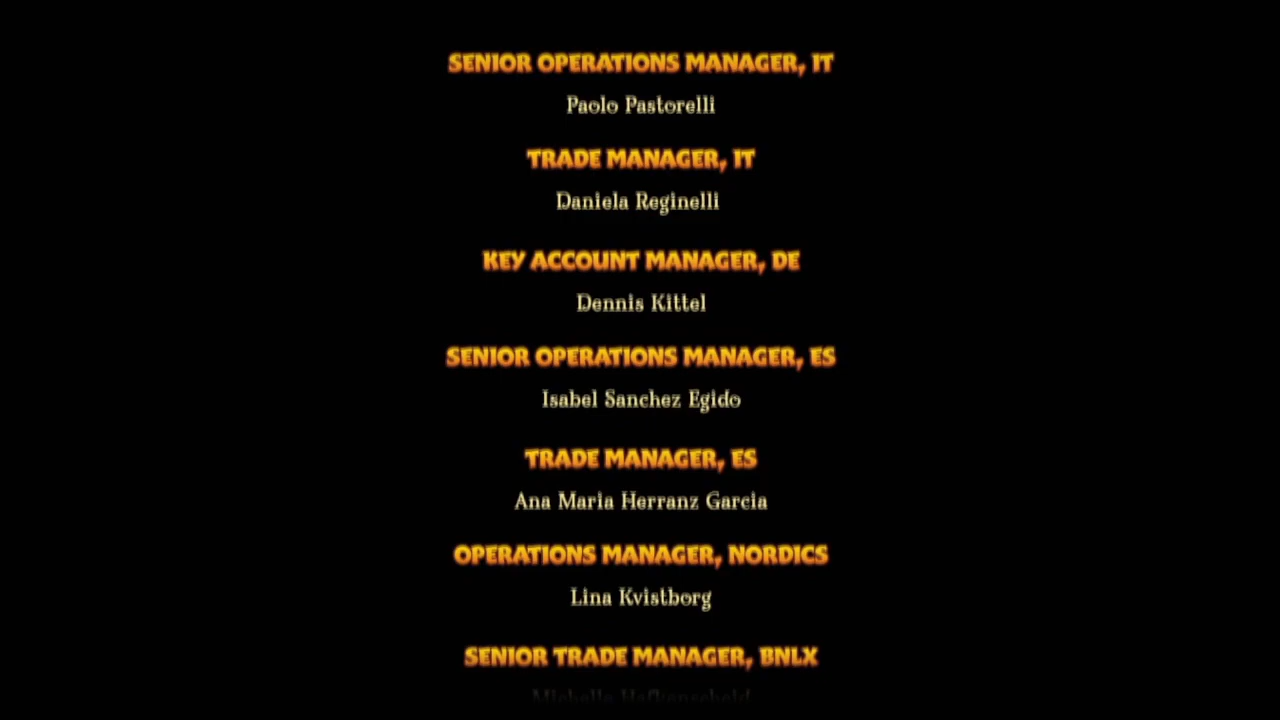 SENIOR OPERATIONS MANAGER, IT
Paolo Pastorelli
TRADE MANAGER, IT
Daniela Reginelli
KEY ACCOUNT MANAGER, DE
Dennis Kittel
SENIOR OPERATIONS MANAGER, ES
Isabel Sanchez Egido
TRADE MANAGER, ES
Ana Maria Herranz Garcia
OPERATIONS MANAGER, NORDICS
Lina Kvistborg
SENIOR TRADE MANAGER, BNLX